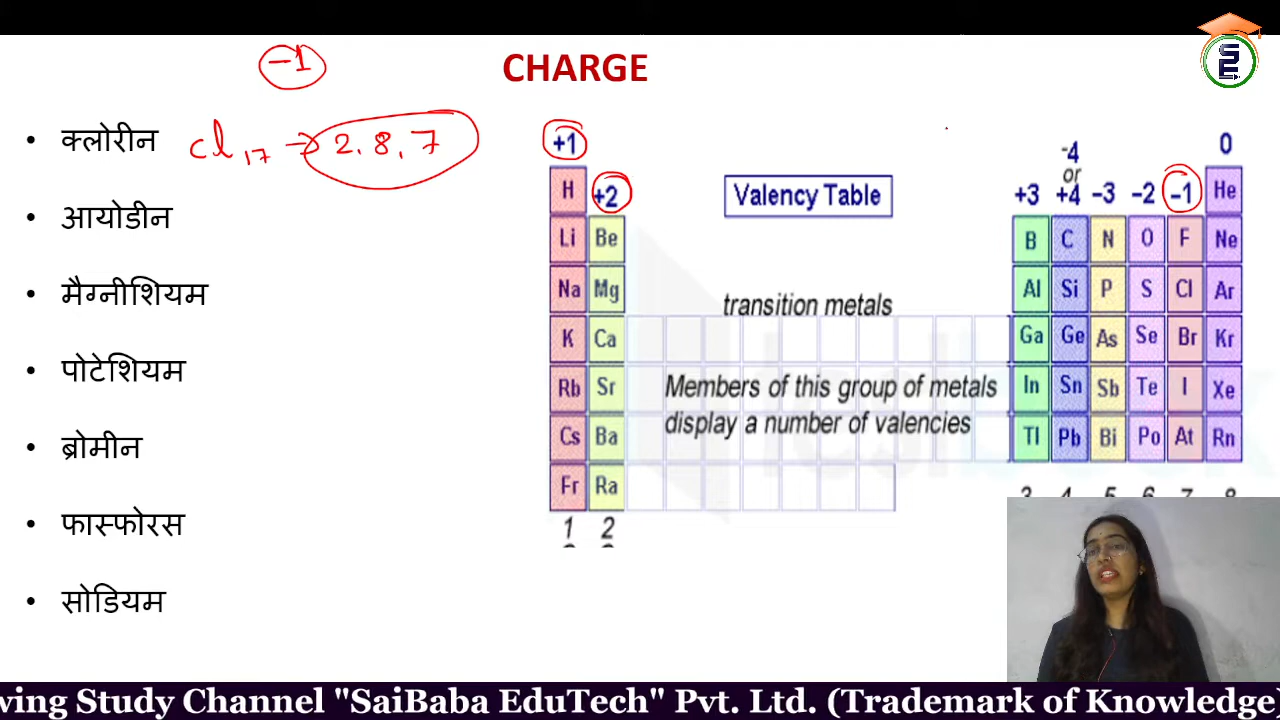 CHARGE
−1
• क्लोरीन cl 17 → 2, 8, 7
• आयोडीन
• मैग्नीशियम
• पोटेशियम
• ब्रोमीन
• फास्फोरस
• सोडियम
Valency Table
+1 +2 +3 -4 or +4 −3 −2 −1 0
H He
Li Be B C N O F Ne
Na Mg Al Si P S Cl Ar
transition metals
K Ca Ga Ge As Se Br Kr
Members of this group of metals
display a number of valencies
Rb Sr In Sn Sb Te I Xe
Cs Ba Tl Pb Bi Po At Rn
Fr Ra
1 2
ving Study Channel "SaiBaba EduTech" Pvt. Ltd. (Trademark of Knowledge)